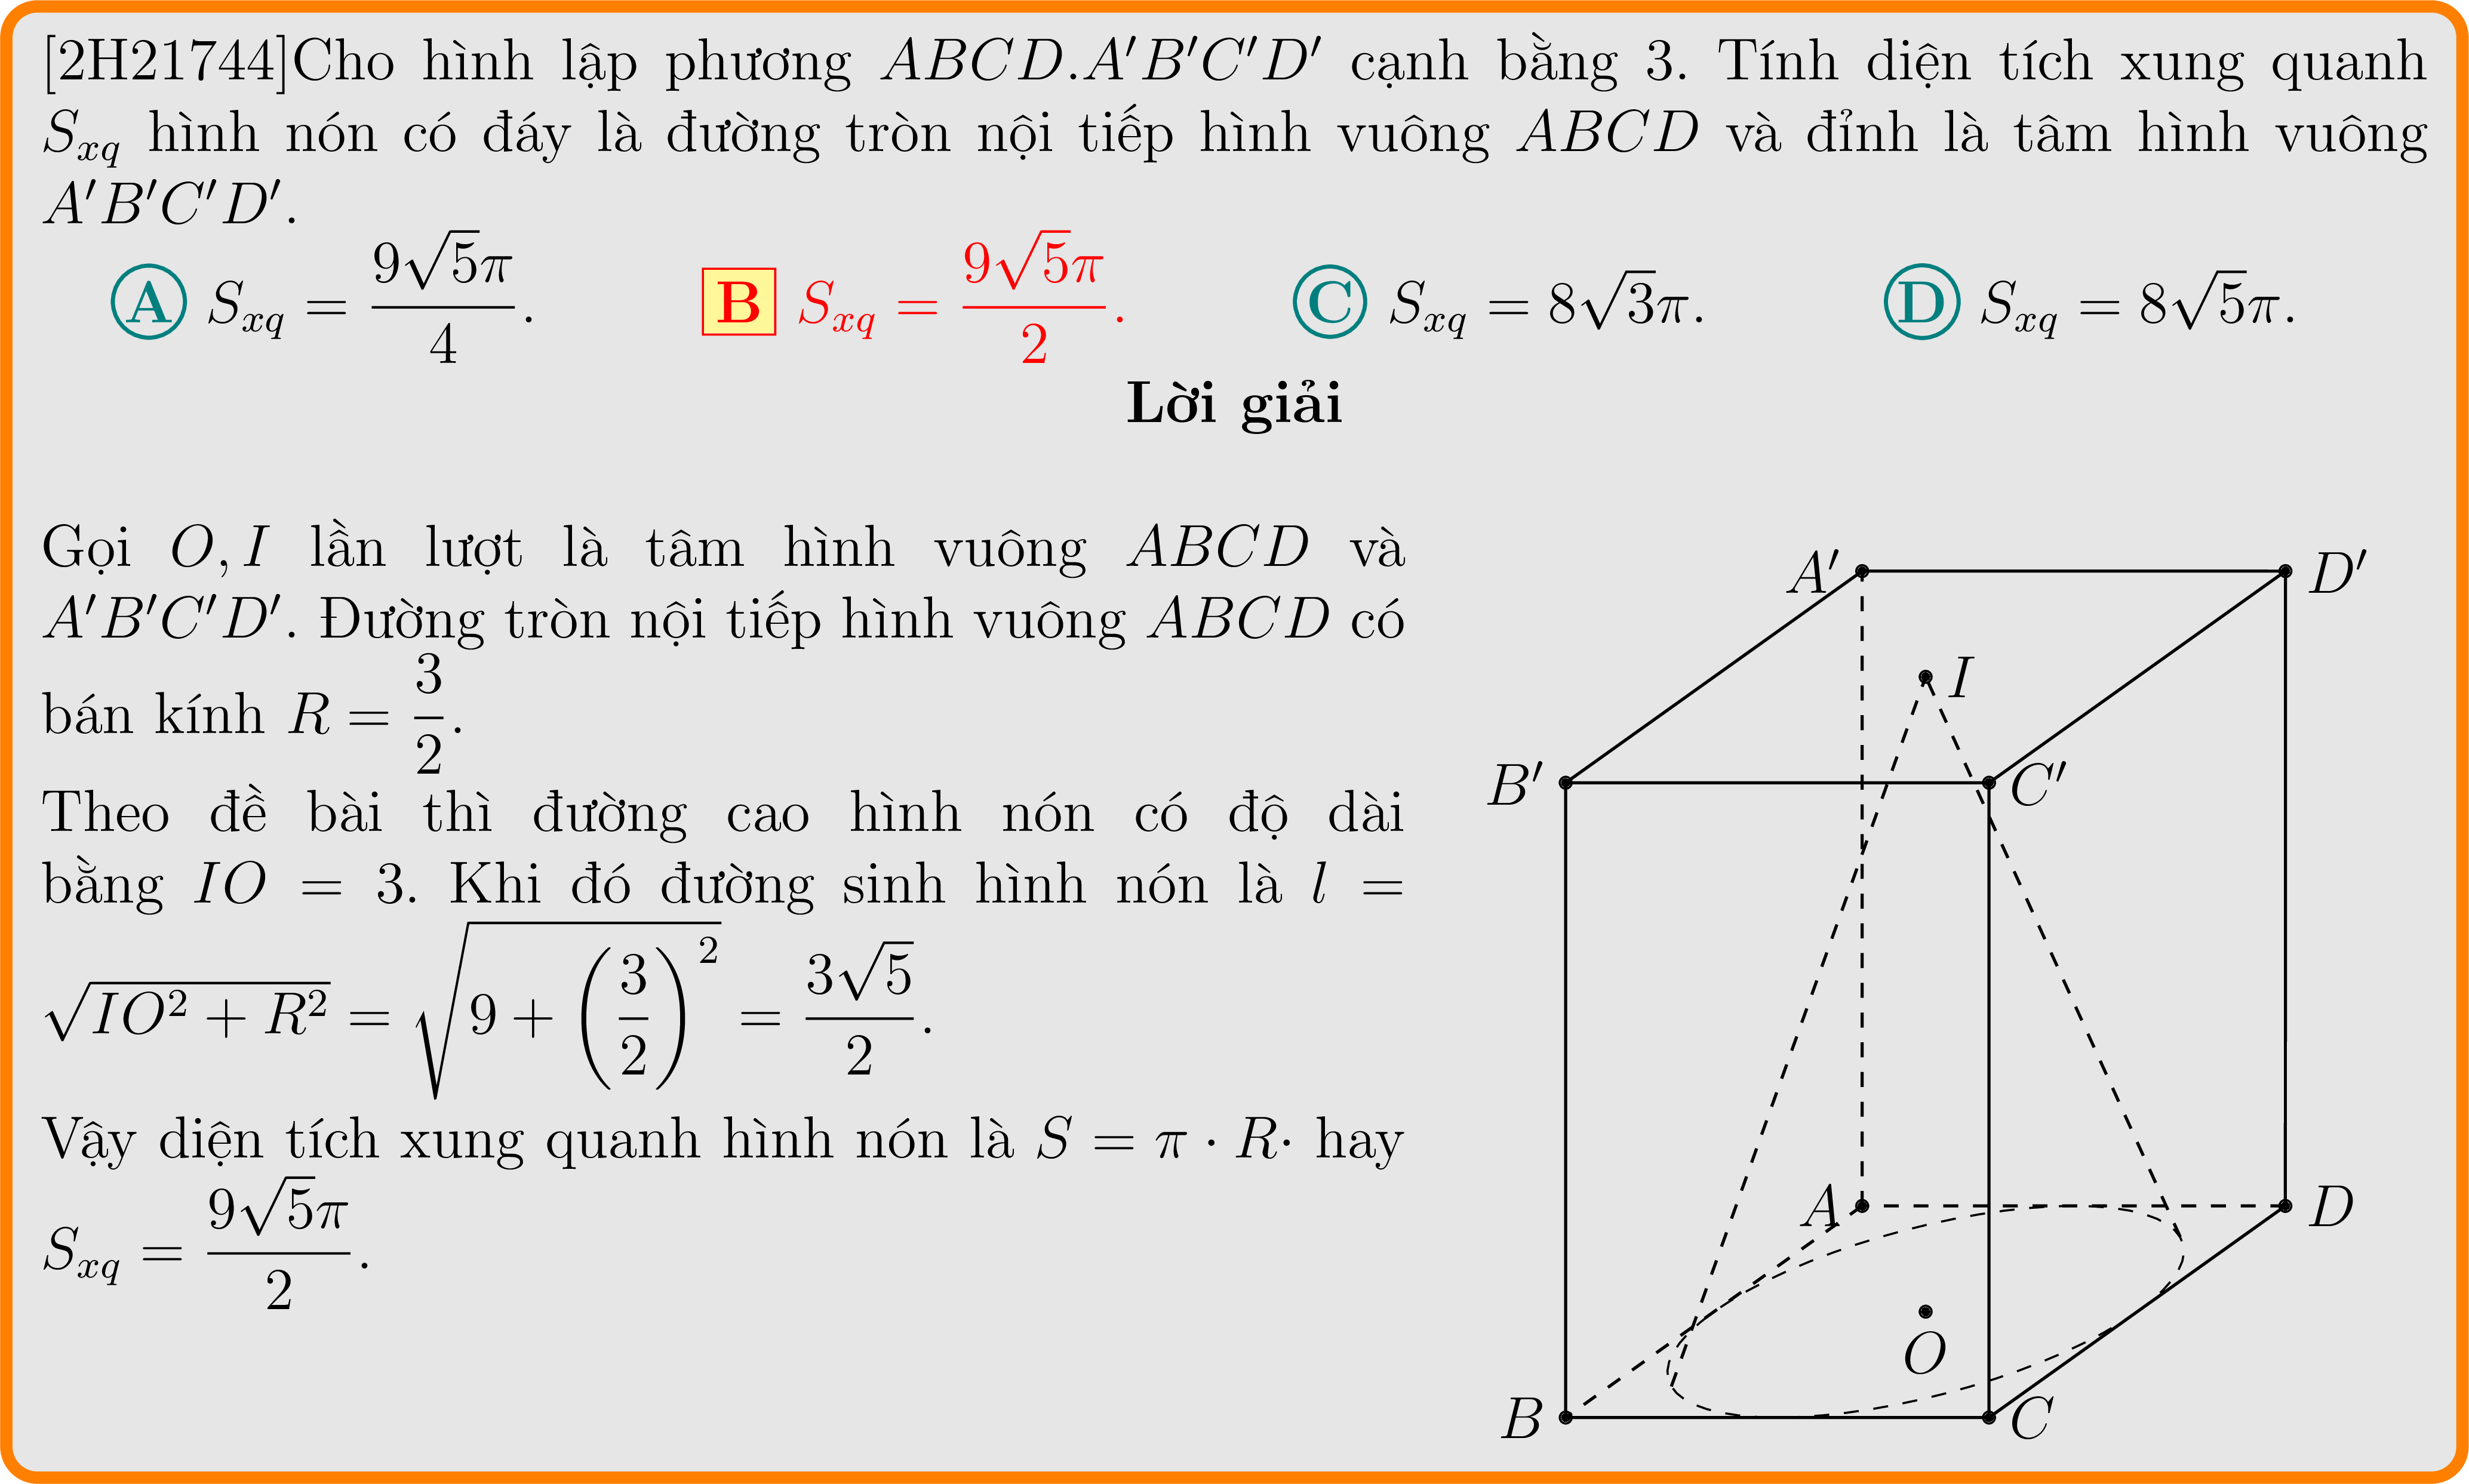 [2H21744]Cho hình lập phương $ABCD.A'B'C'D'$ cạnh bằng 3. Tính diện tích xung quanh
$S_{xq}$ hình nón có đáy là đường tròn nội tiếp hình vuông $ABCD$ và đỉnh là tâm hình vuông
$A'B'C'D'$.
A $S_{xq} = \dfrac{9\sqrt{5}\pi}{4}$. B $S_{xq} = \dfrac{9\sqrt{5}\pi}{2}$. C $S_{xq} = 8\sqrt{3}\pi$. D $S_{xq} = 8\sqrt{5}\pi$.
Lời giải
Gọi $O, I$ lần lượt là tâm hình vuông $ABCD$ và
$A'B'C'D'$. Đường tròn nội tiếp hình vuông $ABCD$ có
bán kính $R = \dfrac{3}{2}$.
Theo đề bài thì đường cao hình nón có độ dài
bằng $IO = 3$. Khi đó đường sinh hình nón là $l =$
$\sqrt{IO^2 + R^2} = \sqrt{9 + \left(\dfrac{3}{2}\right)^2} = \dfrac{3\sqrt{5}}{2}$.
Vậy diện tích xung quanh hình nón là $S = \pi \cdot R \cdot$ hay
$S_{xq} = \dfrac{9\sqrt{5}\pi}{2}$.
A'
D'
I
B'
C'
A
D
O
B
C